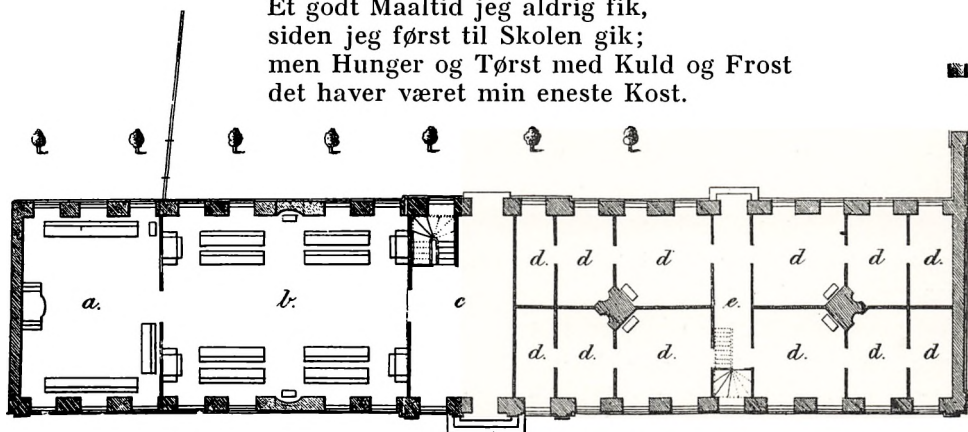 Et godt Maaltid jeg aldrig fik,
siden jeg først til Skolen gik;
men Hunger og Tørst med Kuld og Frost
det haver været min eneste Kost.
d. d d d d d.
a. b. c e.
d. d. d. d. d. d